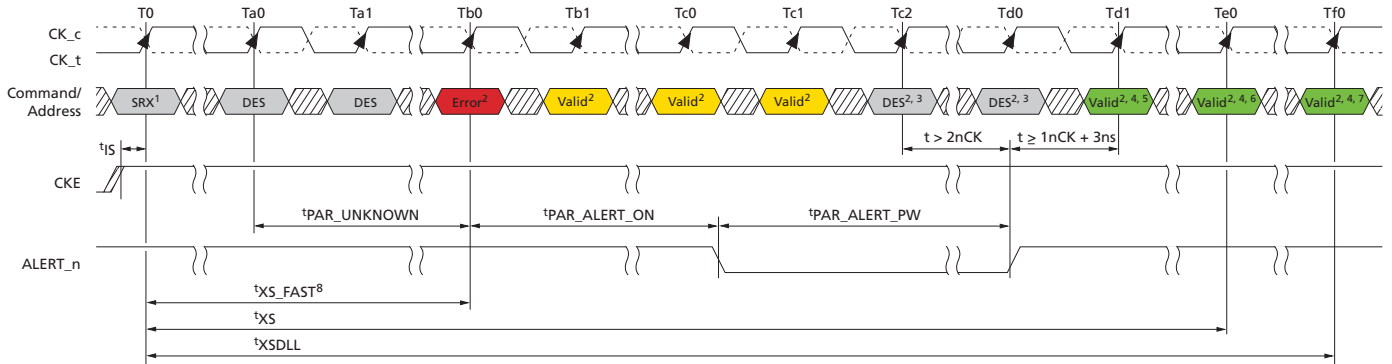 T0 Ta0 Ta1 Tb0 Tb1 Tc0 Tc1 Tc2 Td0 Td1 Te0 Tf0
CK_c
CK_t
Command/
Address
SRX1 DES DES Error2 Valid2 Valid2 Valid2 DES2, 3 DES2, 3 Valid2, 4, 5 Valid2, 4, 6 Valid2, 4, 7
t > 2nCK t ≥ 1nCK + 3ns
tIS
CKE
tPAR_UNKNOWN tPAR_ALERT_ON tPAR_ALERT_PW
ALERT_n
tXS_FAST8
tXS
tXSDLL